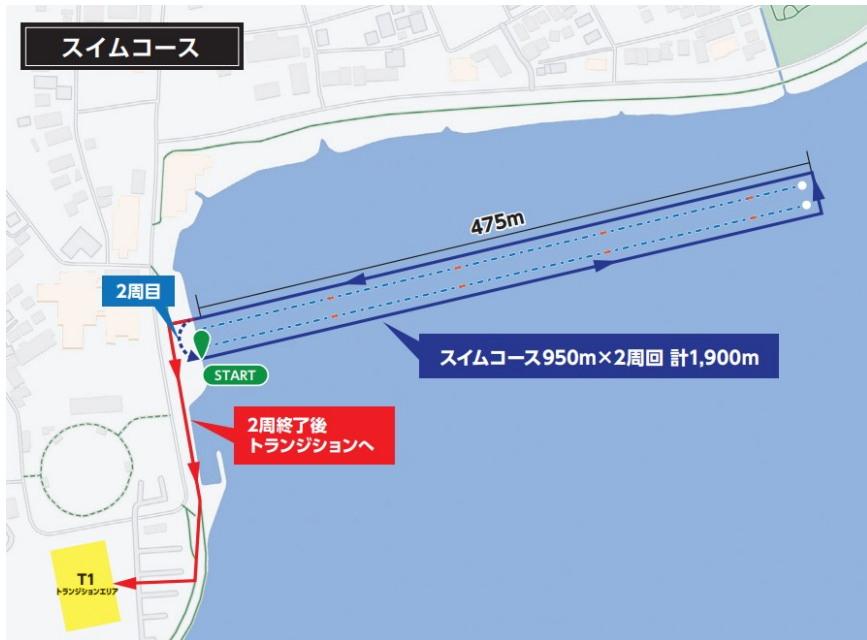 スイムコース
475m
2周目
START
スイムコース950m×2周回 計1,900m
2周終了後
トランジションへ
T1
トランジションエリア